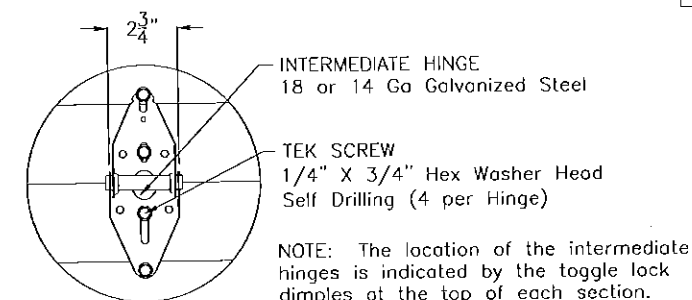 2 3/4"
INTERMEDIATE HINGE
18 or 14 Ga Galvanized Steel
TEK SCREW
1/4" X 3/4" Hex Washer Head
Self Drilling (4 per Hinge)
NOTE: The location of the intermediate
hinges is indicated by the toggle lock
dimples at the top of each section.